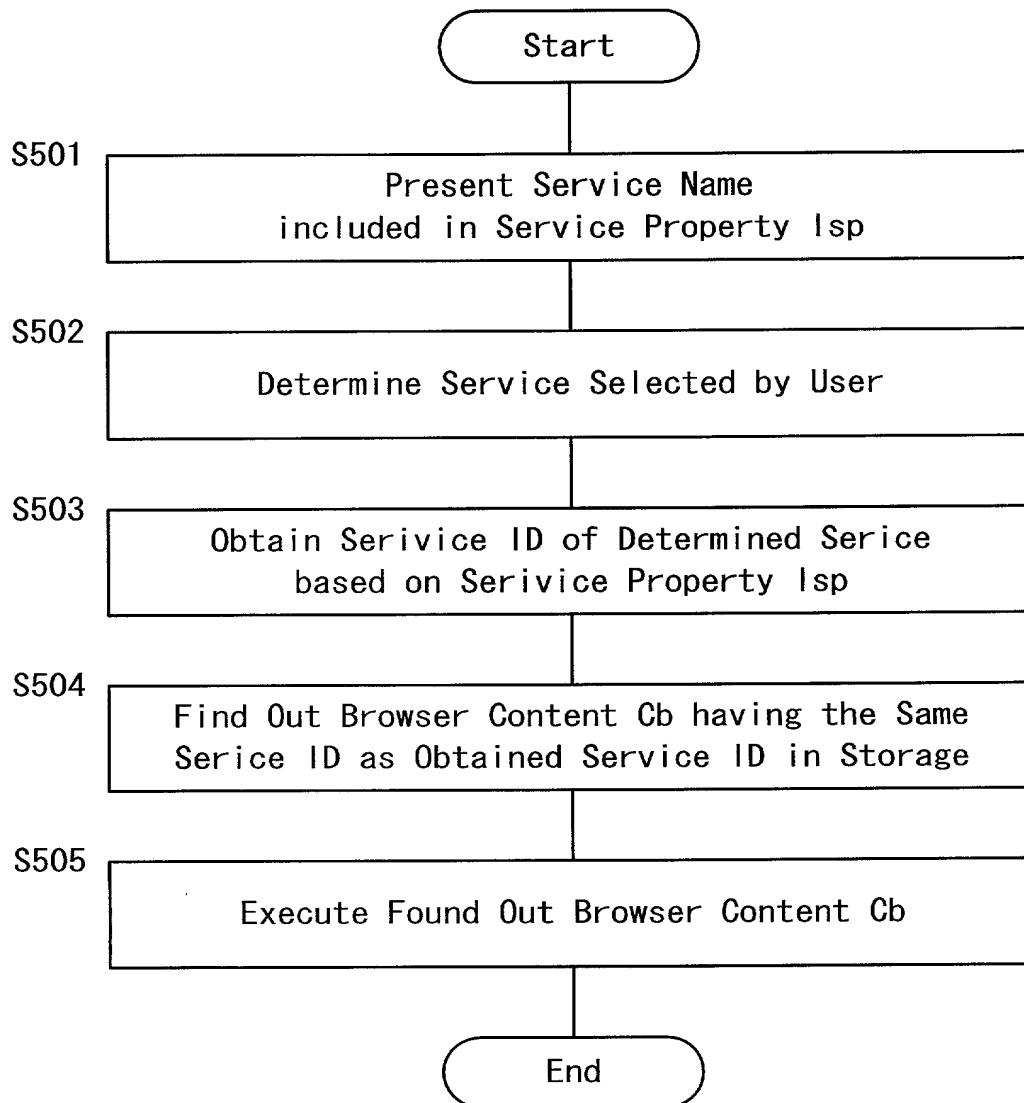 Start
S501
Present Service Name
included in Service Property Isp
S502
Determine Service Selected by User
S503
Obtain Serivice ID of Determined Serice
based on Serivice Property Isp
S504
Find Out Browser Content Cb having the Same
Serice ID as Obtained Service ID in Storage
S505
Execute Found Out Browser Content Cb
End